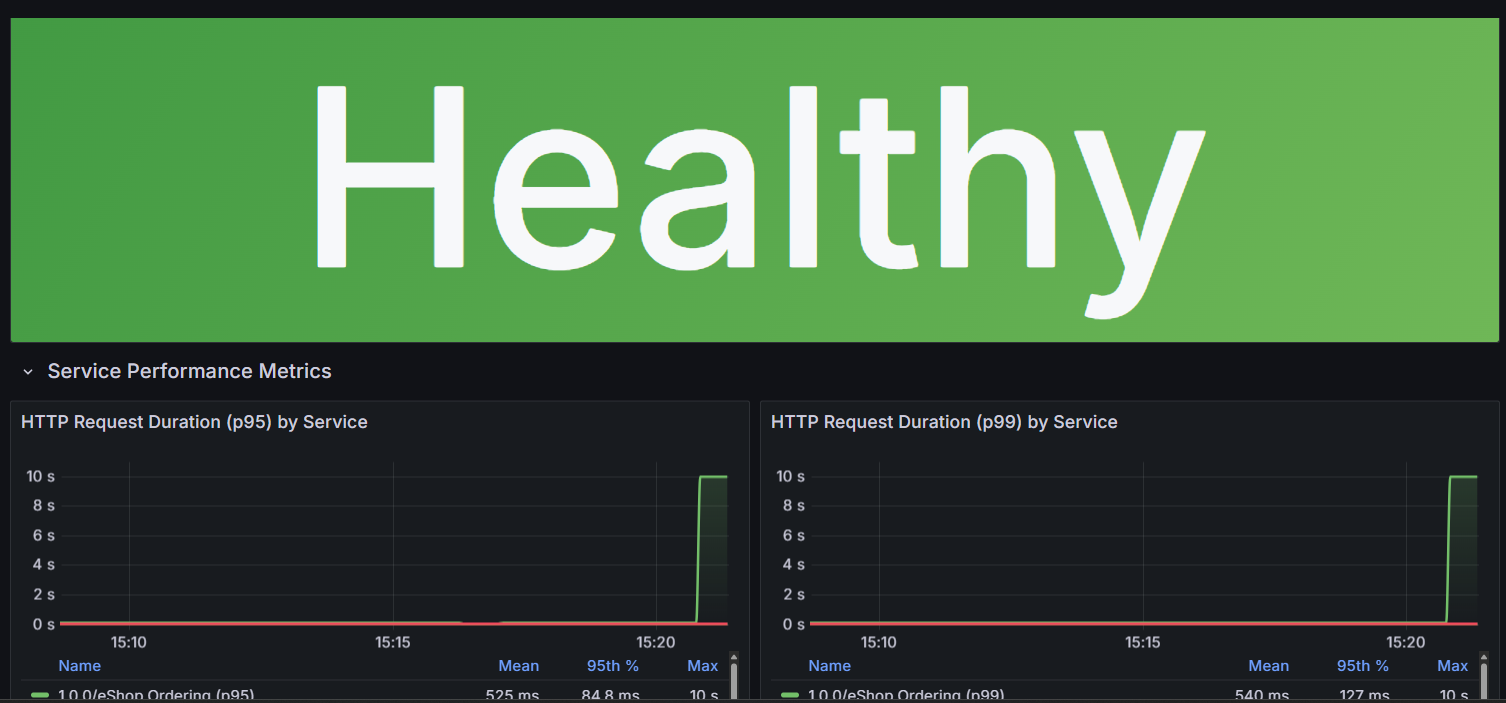 Healthy
Service Performance Metrics
HTTP Request Duration (p95) by Service
10 s
8 s
6 s
4 s
2 s
0 s
15:10 15:15 15:20
Name Mean 95th % Max
1.0.0/eShop Ordering (p95) 525 ms 84.8 ms 10 s
HTTP Request Duration (p99) by Service
10 s
8 s
6 s
4 s
2 s
0 s
15:10 15:15 15:20
Name Mean 95th % Max
1.0.0/eShop Ordering (p99) 540 ms 127 ms 10 s